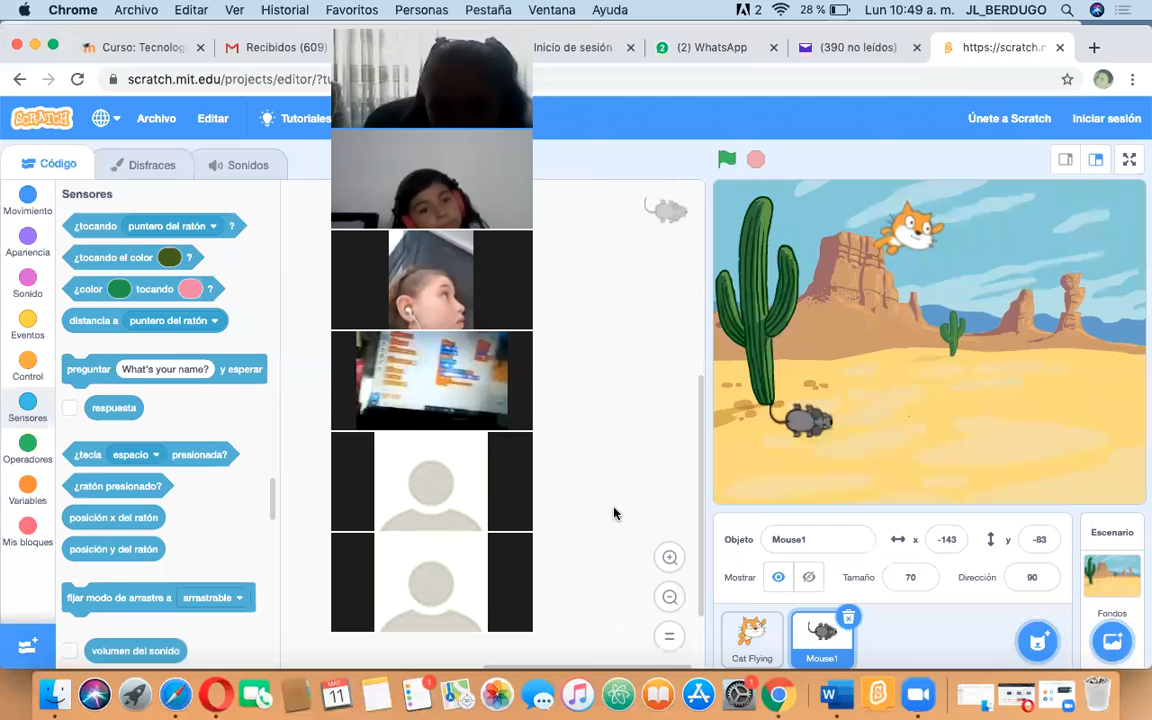 Chrome Archivo Editar Ver Historial Favoritos Personas Pestaña Ventana Ayuda 2 28 % Lun 10:49 a. m. JL_BERDUGO
Curso: Tecnolog Recibidos (609) Inicio de sesión (2) WhatsApp (390 no leídos) https://scratch.m
scratch.mit.edu/projects/editor/?tu
SCRATCH Archivo Editar Tutoriales Únete a Scratch Iniciar sesión
Código Disfraces Sonidos
Movimiento
Apariencia
Sonido
Eventos
Control
Sensores
Operadores
Variables
Mis bloques
Sensores
¿tocando puntero del ratón ?
¿tocando el color ?
¿color tocando ?
distancia a puntero del ratón
preguntar What's your name? y esperar
respuesta
¿tecla espacio presionada?
¿ratón presionado?
posición x del ratón
posición y del ratón
fijar modo de arrastre a arrastrable
volumen del sonido
Objeto Mouse1 x -143 y -83
Mostrar Tamaño 70 Dirección 90
Cat Flying Mouse1
Escenario
Fondos
MAY
11
1
1